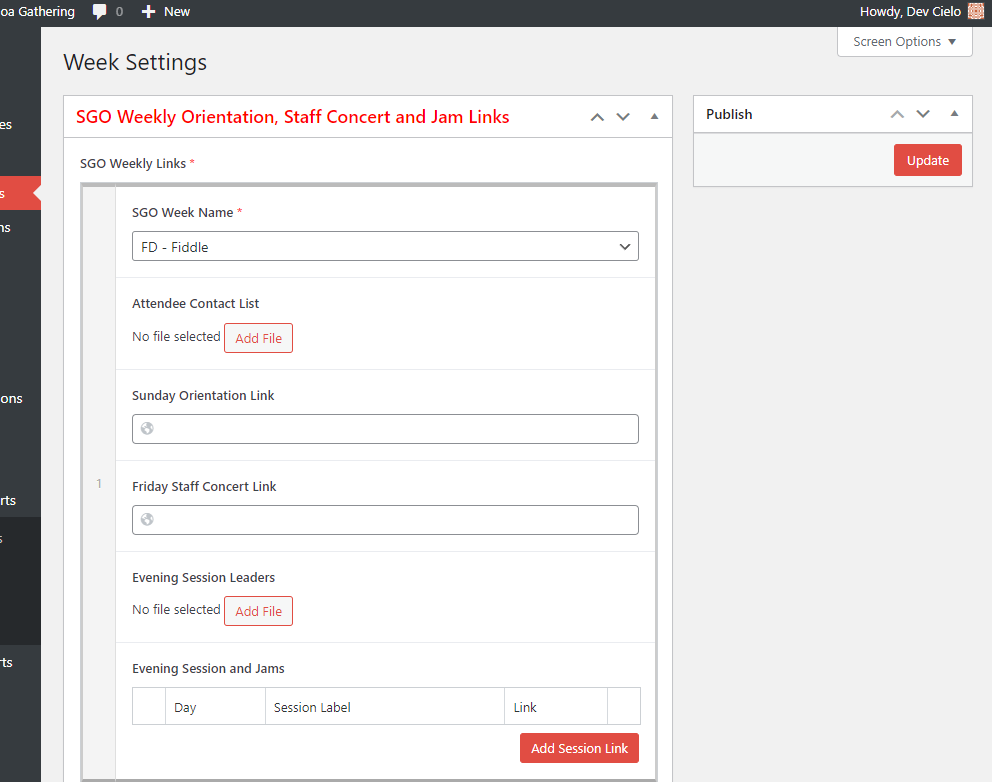 oa Gathering 0 New Howdy, Dev Cielo
Screen Options
Week Settings
SGO Weekly Orientation, Staff Concert and Jam Links
Publish
Update
SGO Weekly Links *
SGO Week Name *
FD - Fiddle
Attendee Contact List
No file selected Add File
Sunday Orientation Link
1
Friday Staff Concert Link
Evening Session Leaders
No file selected Add File
Evening Session and Jams
Day Session Label Link
Add Session Link
es
s
ns
ons
rts
s
rts